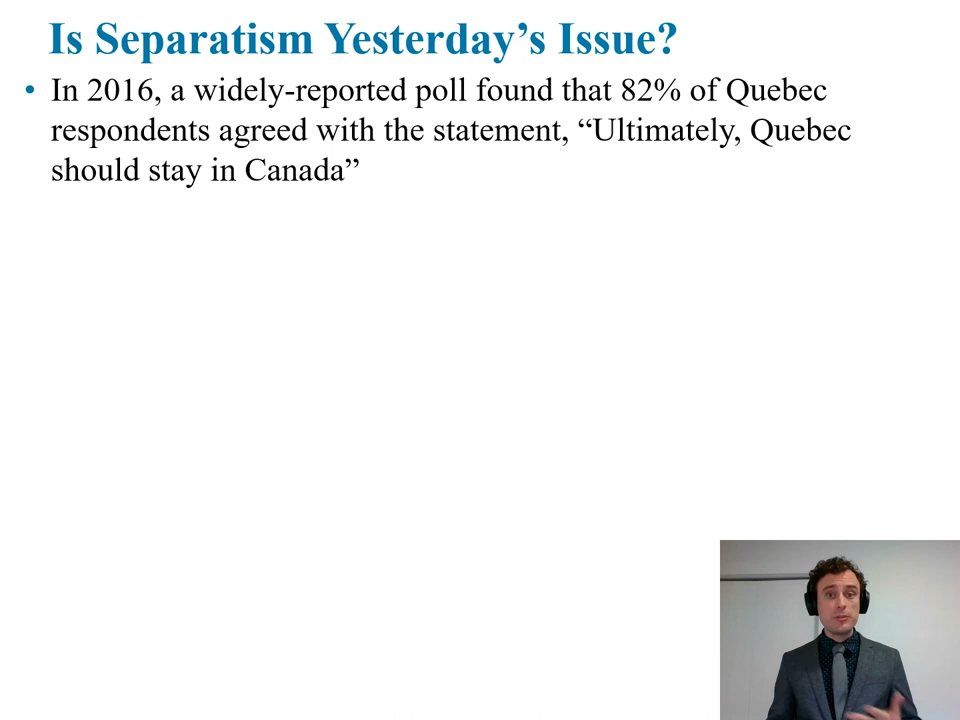 Is Separatism Yesterday’s Issue?
• In 2016, a widely-reported poll found that 82% of Quebec
respondents agreed with the statement, “Ultimately, Quebec
should stay in Canada”